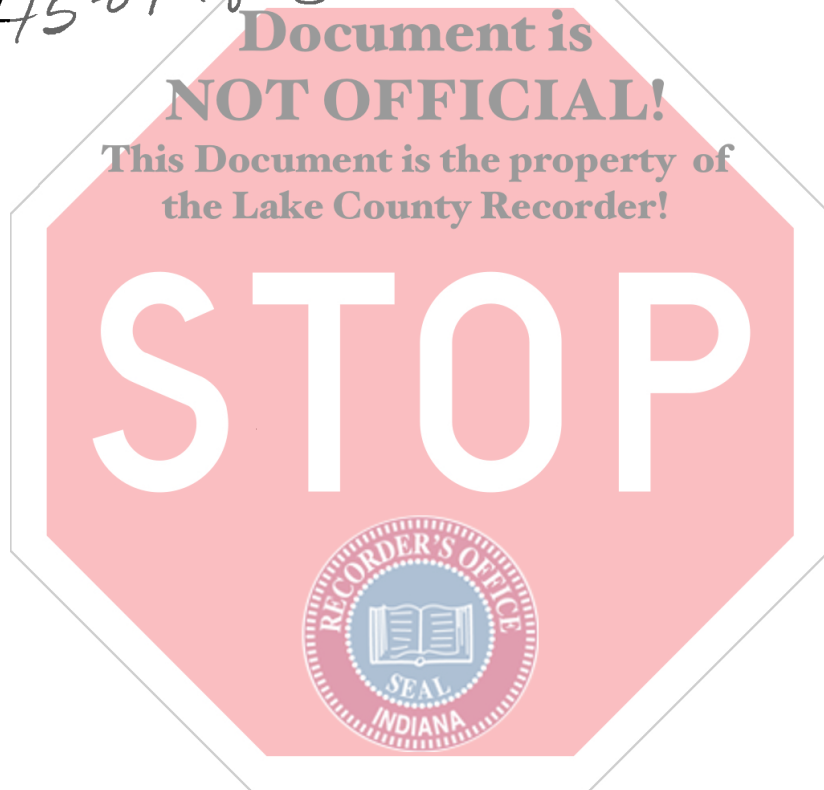 Document is
NOT OFFICIAL!
This Document is the property of
the Lake County Recorder!
STOP
RECORDER'S OFFICE
SEAL
INDIANA